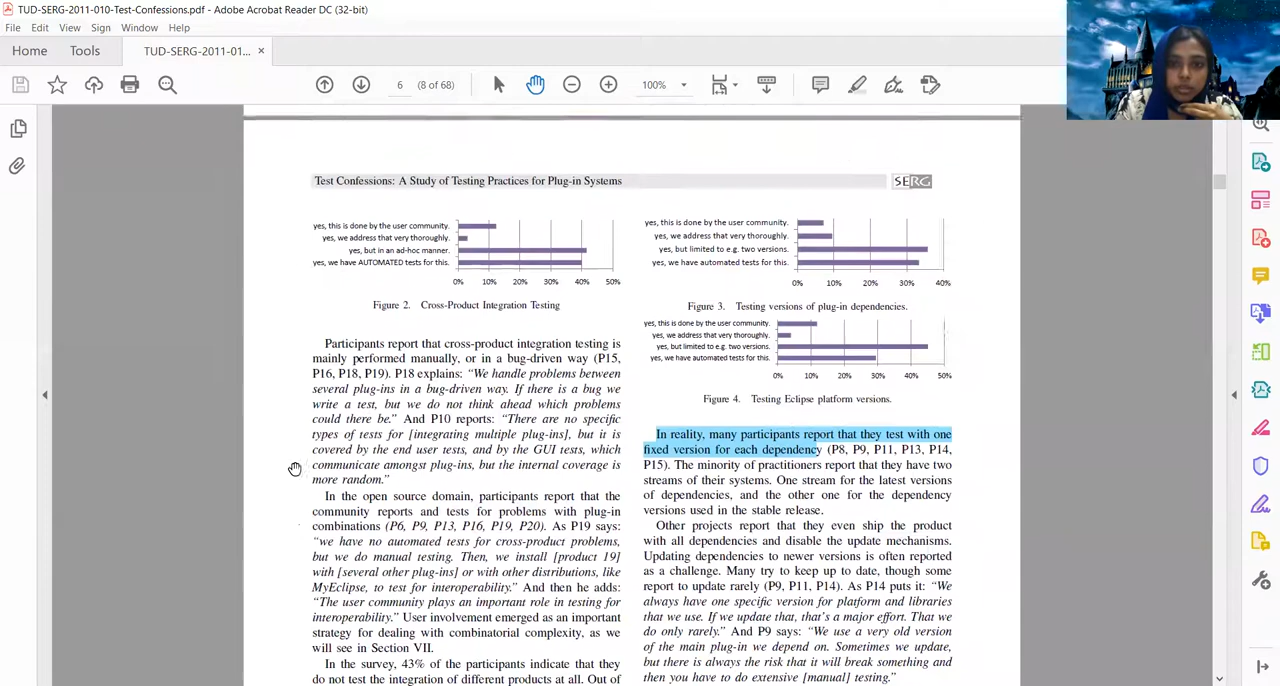 TUD-SERG-2011-010-Test-Confessions.pdf - Adobe Acrobat Reader DC (32-bit)
File Edit View Sign Window Help
Home Tools TUD-SERG-2011-01... ×
6 (8 of 68) 100%
Test Confessions: A Study of Testing Practices for Plug-in Systems SERG
yes, this is done by the user community.
yes, we address that very thoroughly.
yes, but in an ad-hoc manner.
yes, we have AUTOMATED tests for this.
0% 10% 20% 30% 40% 50%
Figure 2. Cross-Product Integration Testing
Participants report that cross-product integration testing is
mainly performed manually, or in a bug-driven way (P15,
P16, P18, P19). P18 explains: “We handle problems between
several plug-ins in a bug-driven way. If there is a bug we
write a test, but we do not think ahead which problems
could there be.” And P10 reports: “There are no specific
types of tests for [integrating multiple plug-ins], but it is
covered by the end user tests, and by the GUI tests, which
communicate amongst plug-ins, but the internal coverage is
more random.”
In the open source domain, participants report that the
community reports and tests for problems with plug-in
combinations (P6, P9, P13, P16, P19, P20). As P19 says:
“we have no automated tests for cross-product problems,
but we do manual testing. Then, we install [product 19]
with [several other plug-ins] or with other distributions, like
MyEclipse, to test for interoperability.” And then he adds:
“The user community plays an important role in testing for
interoperability.” User involvement emerged as an important
strategy for dealing with combinatorial complexity, as we
will see in Section VII.
In the survey, 43% of the participants indicate that they
do not test the integration of different products at all. Out of
yes, this is done by the user community.
yes, we address that very thoroughly.
yes, but limited to e.g. two versions.
yes, we have automated tests for this.
0% 10% 20% 30% 40%
Figure 3. Testing versions of plug-in dependencies.
yes, this is done by the user community.
yes, we address that very thoroughly.
yes, but limited to e.g. two versions.
yes, we have automated tests for this.
0% 10% 20% 30% 40% 50%
Figure 4. Testing Eclipse platform versions.
In reality, many participants report that they test with one
fixed version for each dependency (P8, P9, P11, P13, P14,
P15). The minority of practitioners report that they have two
streams of their systems. One stream for the latest versions
of dependencies, and the other one for the dependency
versions used in the stable release.
Other projects report that they even ship the product
with all dependencies and disable the update mechanisms.
Updating dependencies to newer versions is often reported
as a challenge. Many try to keep up to date, though some
report to update rarely (P9, P11, P14). As P14 puts it: “We
always have one specific version for platform and libraries
that we use. If we update that, that’s a major effort. That we
do only rarely.” And P9 says: “We use a very old version
of the main plug-in we depend on. Sometimes we update,
but there is always the risk that it will break something and
then you have to do extensive [manual] testing.”